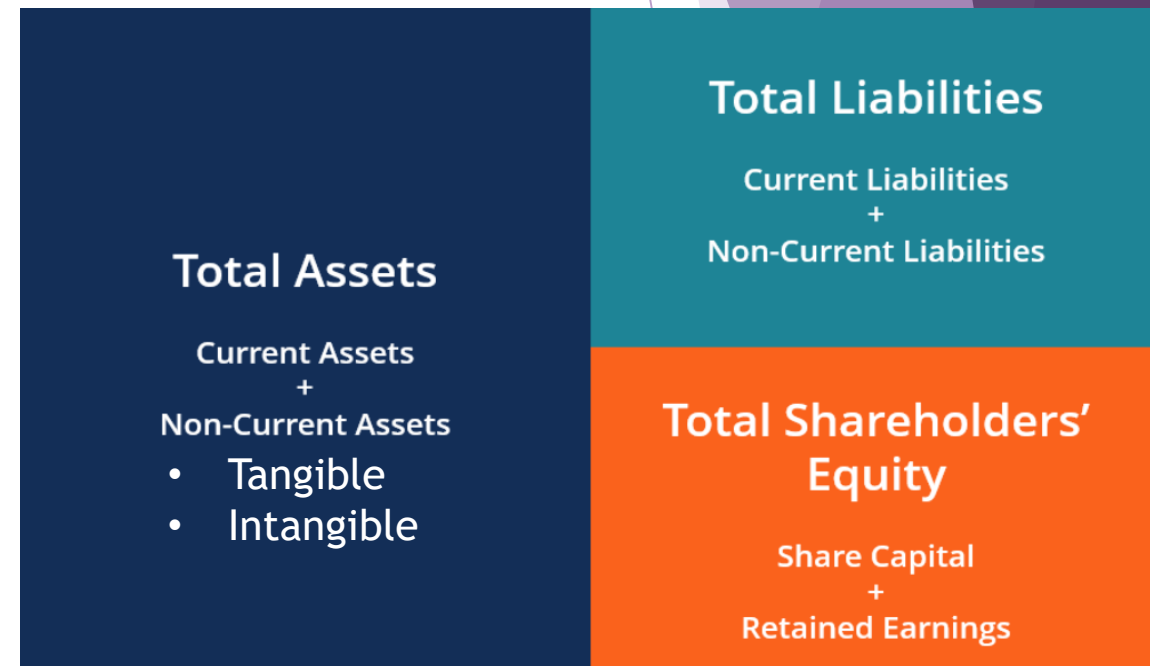 Total Assets
Current Assets
+
Non-Current Assets
• Tangible
• Intangible
Total Liabilities
Current Liabilities
+
Non-Current Liabilities
Total Shareholders’
Equity
Share Capital
+
Retained Earnings